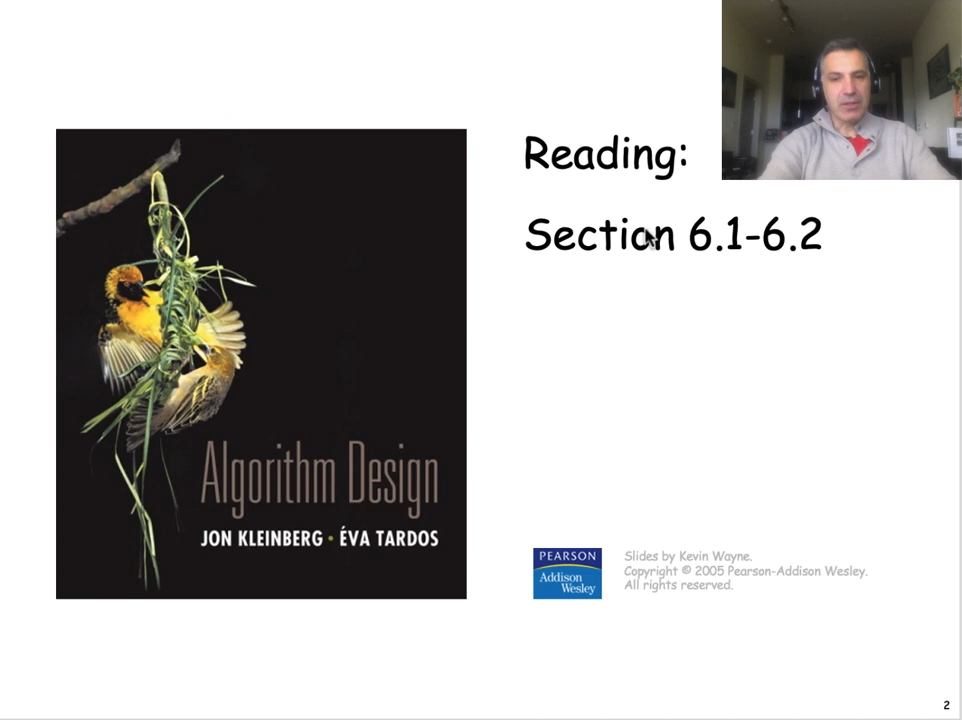 Reading:
Section 6.1-6.2
Algorithm Design
JON KLEINBERG • ÉVA TARDOS
PEARSON
Addison
Wesley
Slides by Kevin Wayne.
Copyright © 2005 Pearson-Addison Wesley.
All rights reserved.
2